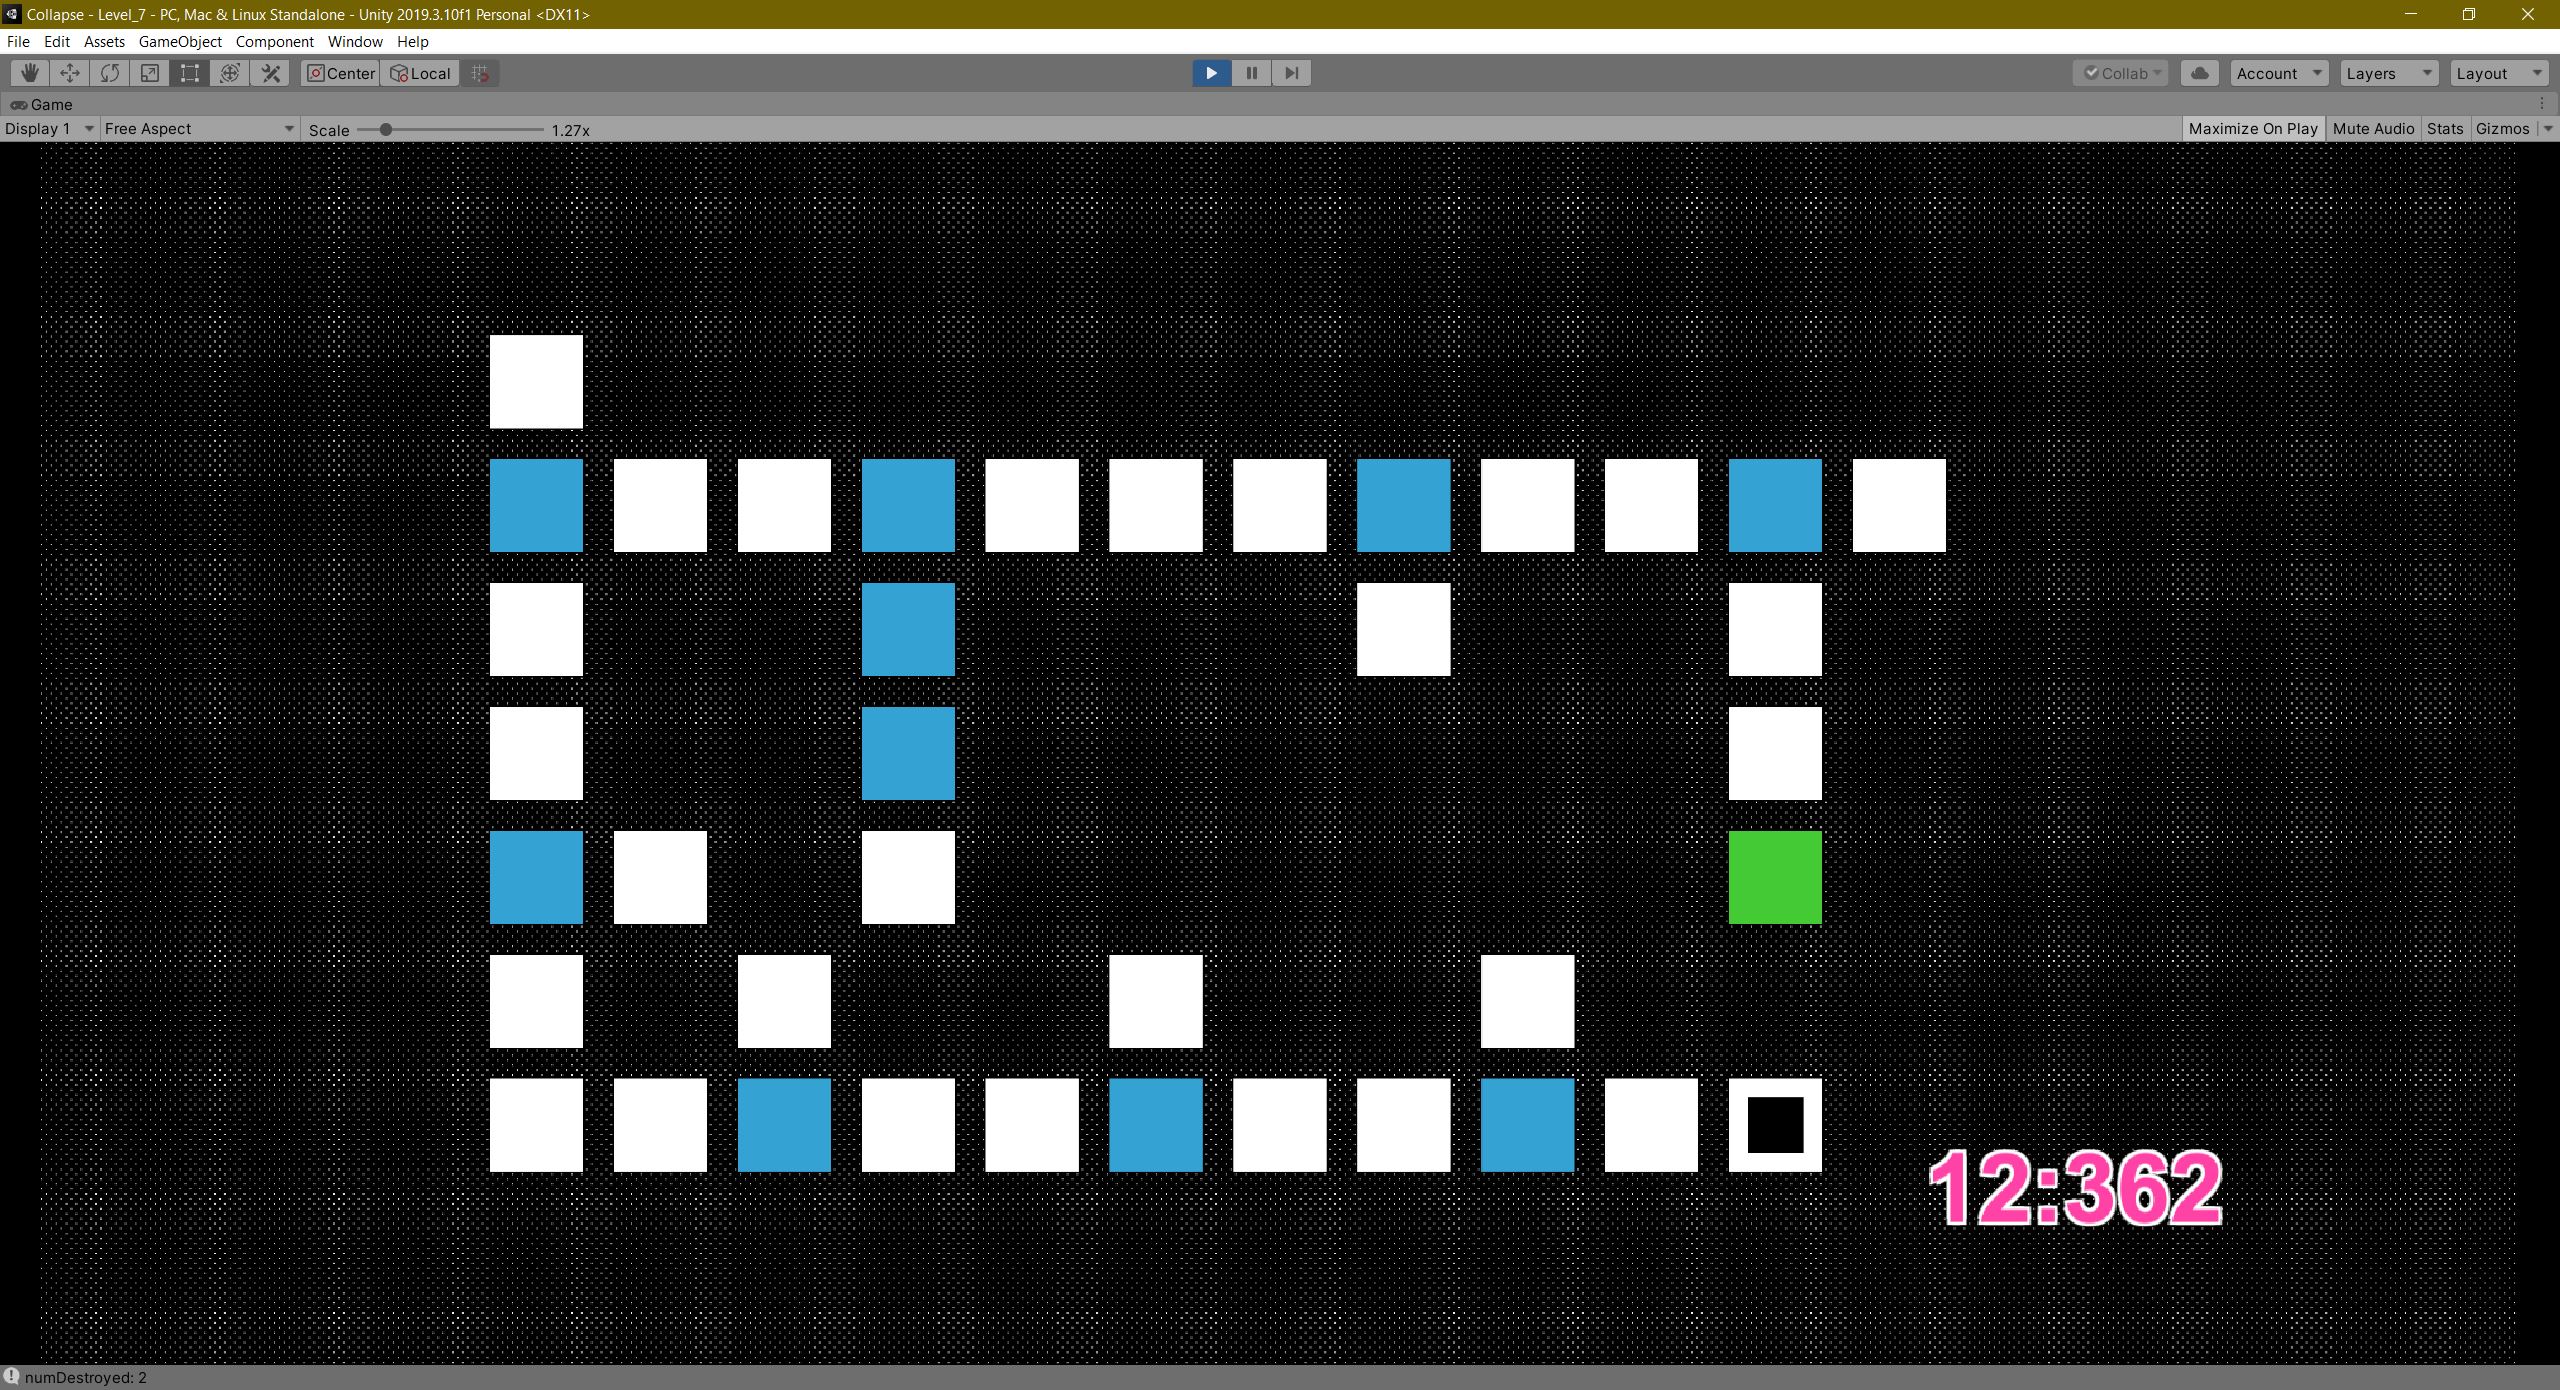 Collapse - Level_7 - PC, Mac & Linux Standalone - Unity 2019.3.10f1 Personal <DX11>
File Edit Assets GameObject Component Window Help
Center Local Collab Account Layers Layout
Game
Display 1 Free Aspect Scale 1.27x Maximize On Play Mute Audio Stats Gizmos
12:362
numDestroyed: 2